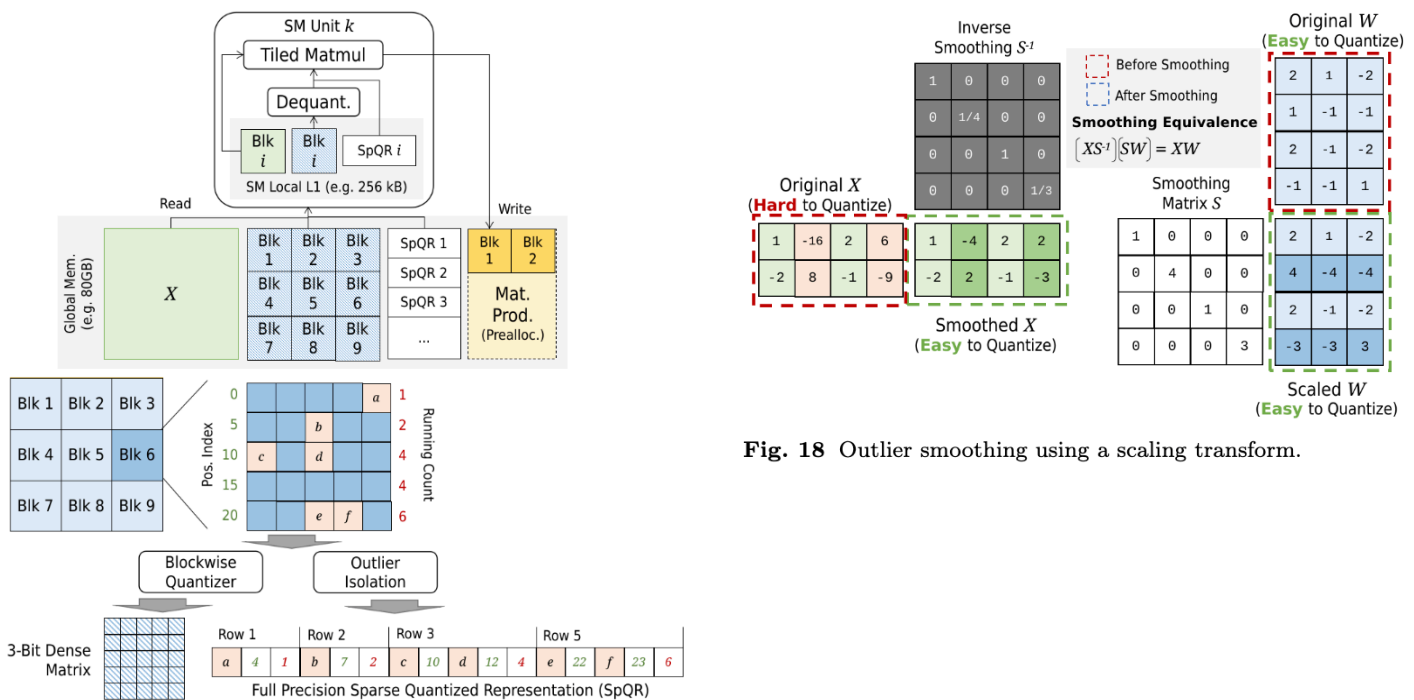 SM Unit k
Tiled Matmul
Dequant.
Blk i
Blk i
SpQR i
SM Local L1 (e.g. 256 kB)
Read
Write
Global Mem. (e.g. 80GB)
X
Blk 1 Blk 2 Blk 3
Blk 4 Blk 5 Blk 6
Blk 7 Blk 8 Blk 9
SpQR 1
SpQR 2
SpQR 3
...
Blk 1 Blk 2
Mat. Prod.
(Prealloc.)
Blk 1 Blk 2 Blk 3
Blk 4 Blk 5 Blk 6
Blk 7 Blk 8 Blk 9
Pos. Index
Running Count
0 a 1
5 b 2
10 c d 4
15 4
20 e f 6
Blockwise Quantizer
Outlier Isolation
3-Bit Dense Matrix
Row 1 Row 2 Row 3 Row 5
a 4 1 b 7 2 c 10 d 12 4 e 22 f 23 6
Full Precision Sparse Quantized Representation (SpQR)
Inverse
Smoothing S⁻¹
1 0 0 0
0 1/4 0 0
0 0 1 0
0 0 0 1/3
Before Smoothing
After Smoothing
Smoothing Equivalence
(XS⁻¹)(SW) = XW
Original W
(Easy to Quantize)
2 1 -2
1 -1 -1
2 -1 -2
-1 -1 1
Original X
(Hard to Quantize)
1 -16 2 6
-2 8 -1 -9
1 -4 2 2
-2 2 -1 -3
Smoothed X
(Easy to Quantize)
Smoothing
Matrix S
1 0 0 0
0 4 0 0
0 0 1 0
0 0 0 3
2 1 -2
4 -4 -4
2 -1 -2
-3 -3 3
Scaled W
(Easy to Quantize)
Fig. 18 Outlier smoothing using a scaling transform.